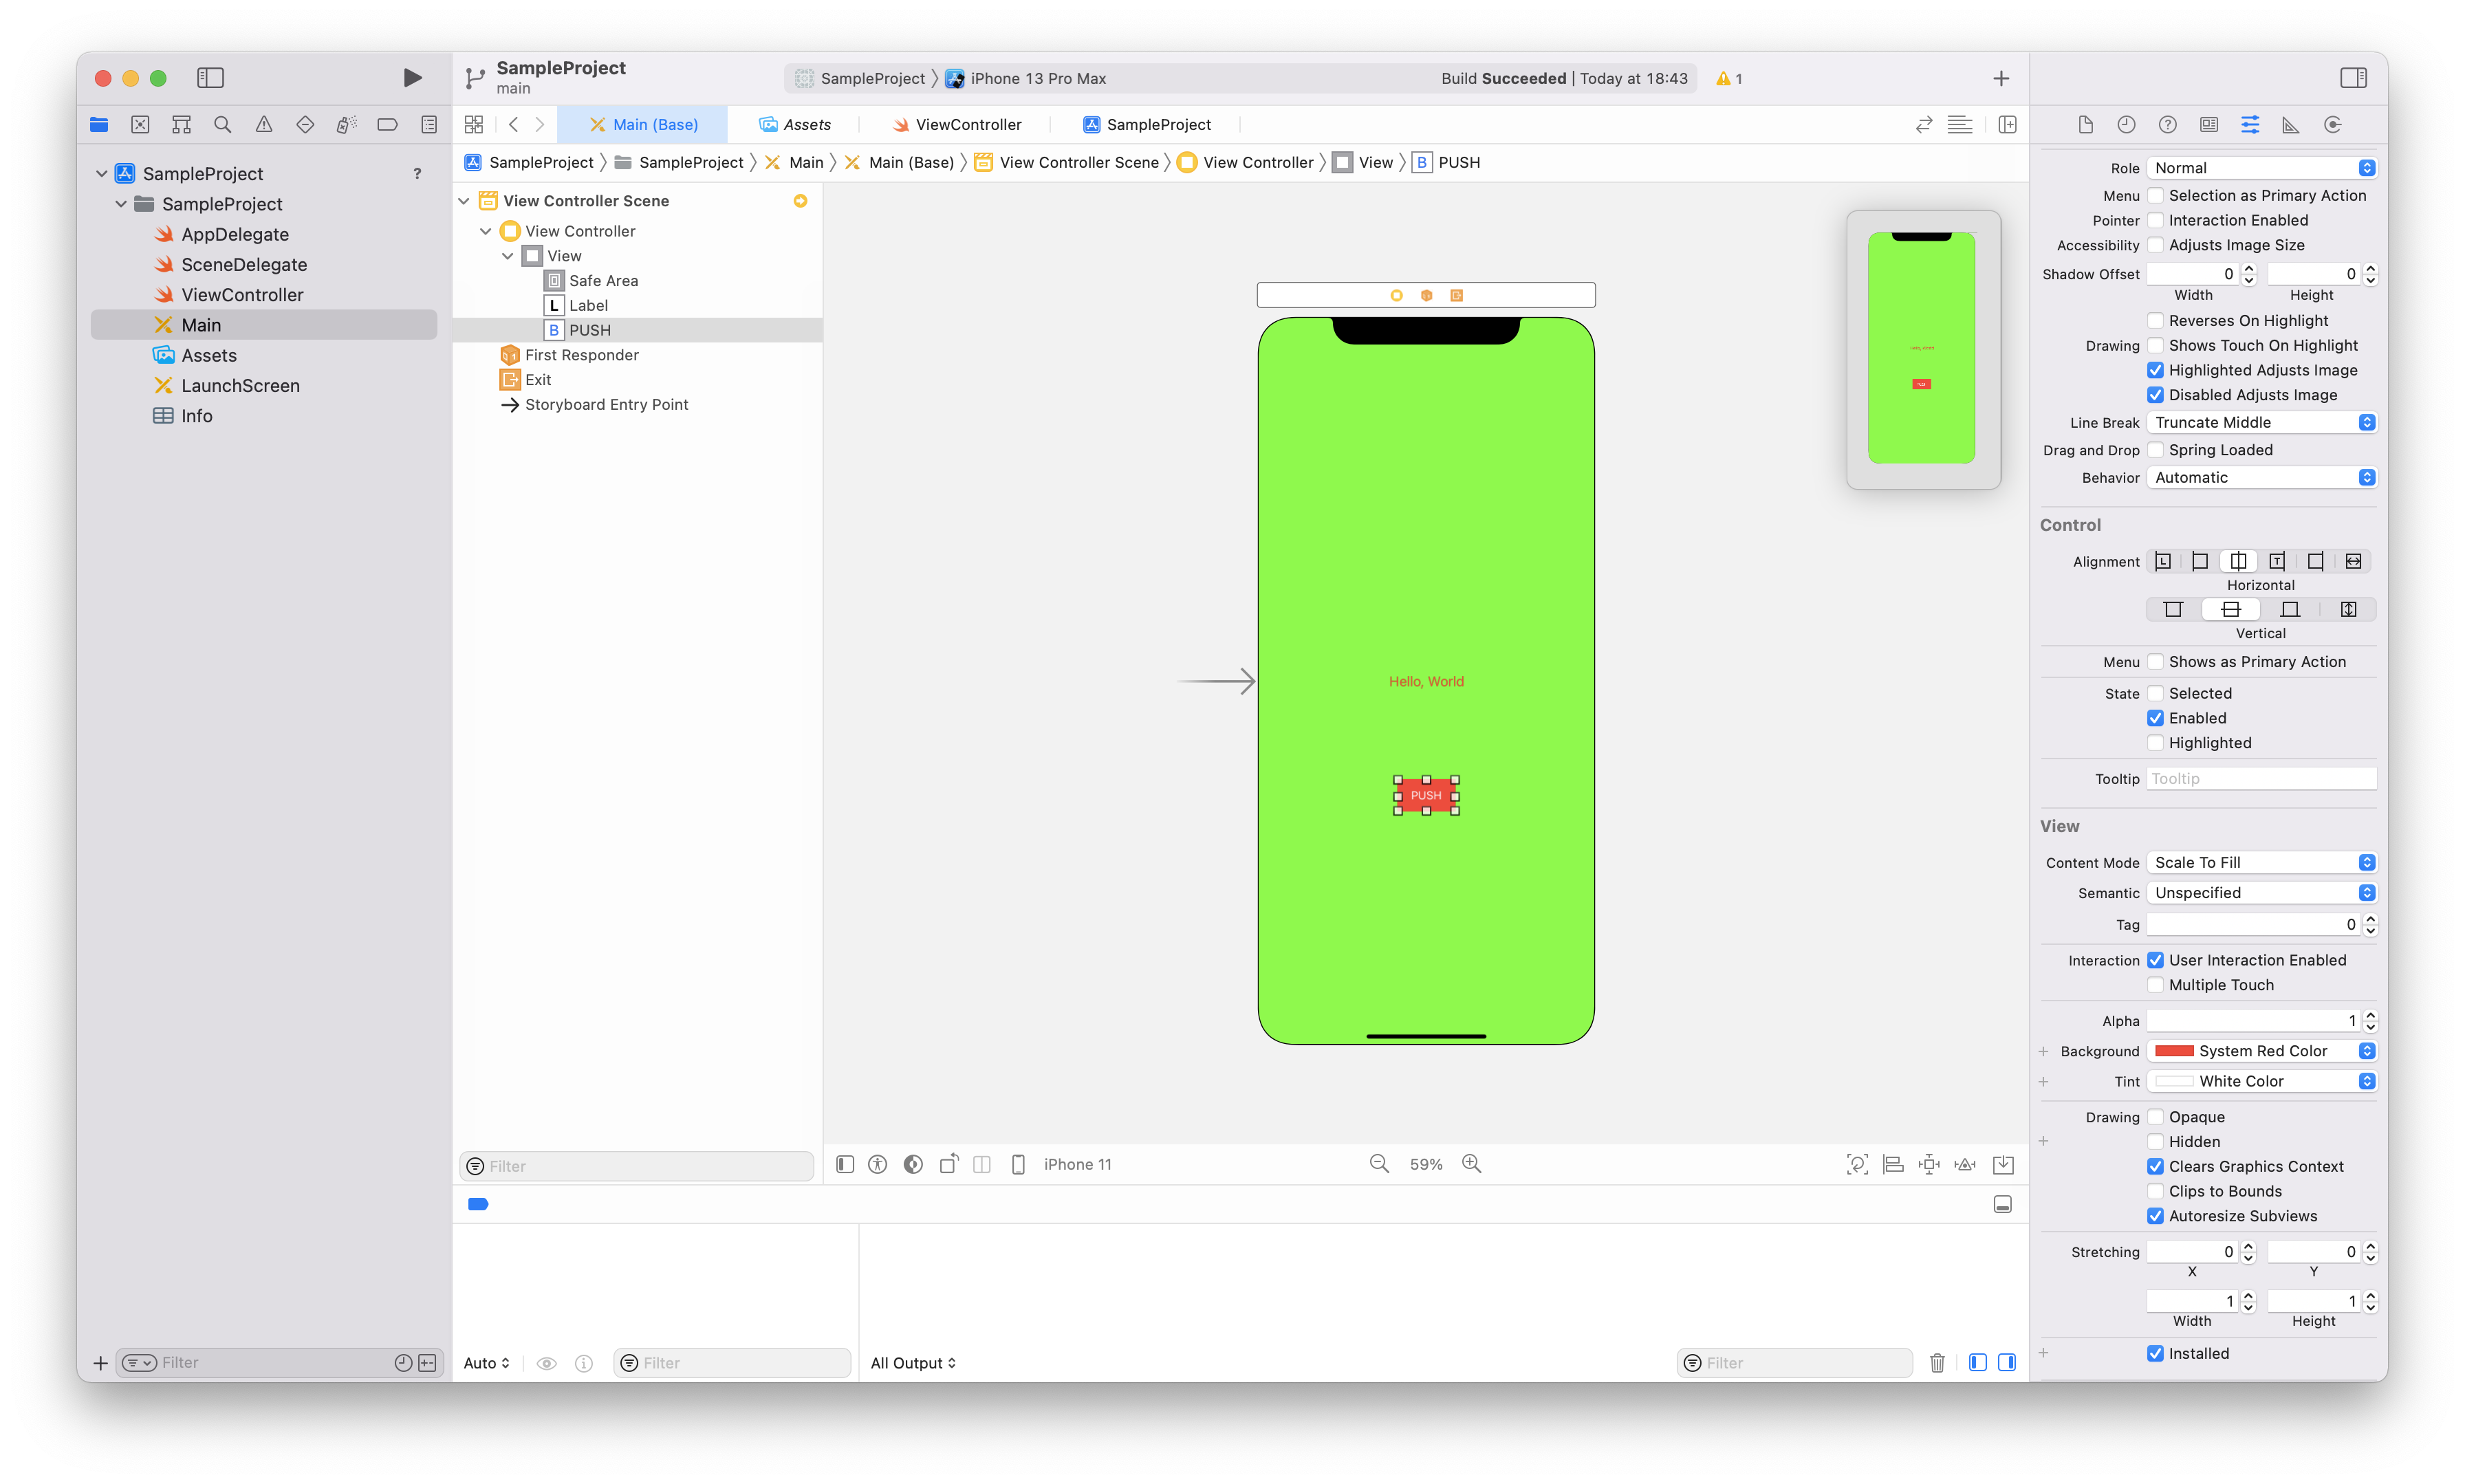 SampleProject
main
SampleProject
iPhone 13 Pro Max
Build Succeeded | Today at 18:43
1
Main (Base)
Assets
ViewController
SampleProject
SampleProject
SampleProject
Main
Main (Base)
View Controller Scene
View Controller
View
B PUSH
SampleProject
?
SampleProject
AppDelegate
SceneDelegate
ViewController
Main
Assets
LaunchScreen
Info
Filter
View Controller Scene
View Controller
View
Safe Area
L Label
B PUSH
First Responder
Exit
Storyboard Entry Point
Filter
Hello, World
PUSH
iPhone 11
59%
Auto
Filter
All Output
Filter
Role Normal
Menu Selection as Primary Action
Pointer Interaction Enabled
Accessibility Adjusts Image Size
Shadow Offset 0 0
Width Height
Reverses On Highlight
Drawing Shows Touch On Highlight
Highlighted Adjusts Image
Disabled Adjusts Image
Line Break Truncate Middle
Drag and Drop Spring Loaded
Behavior Automatic
Control
Alignment
Horizontal
Vertical
Menu Shows as Primary Action
State Selected
Enabled
Highlighted
Tooltip Tooltip
View
Content Mode Scale To Fill
Semantic Unspecified
Tag 0
Interaction User Interaction Enabled
Multiple Touch
Alpha 1
Background System Red Color
Tint White Color
Drawing Opaque
Hidden
Clears Graphics Context
Clips to Bounds
Autoresize Subviews
Stretching 0 0
X Y
1 1
Width Height
Installed